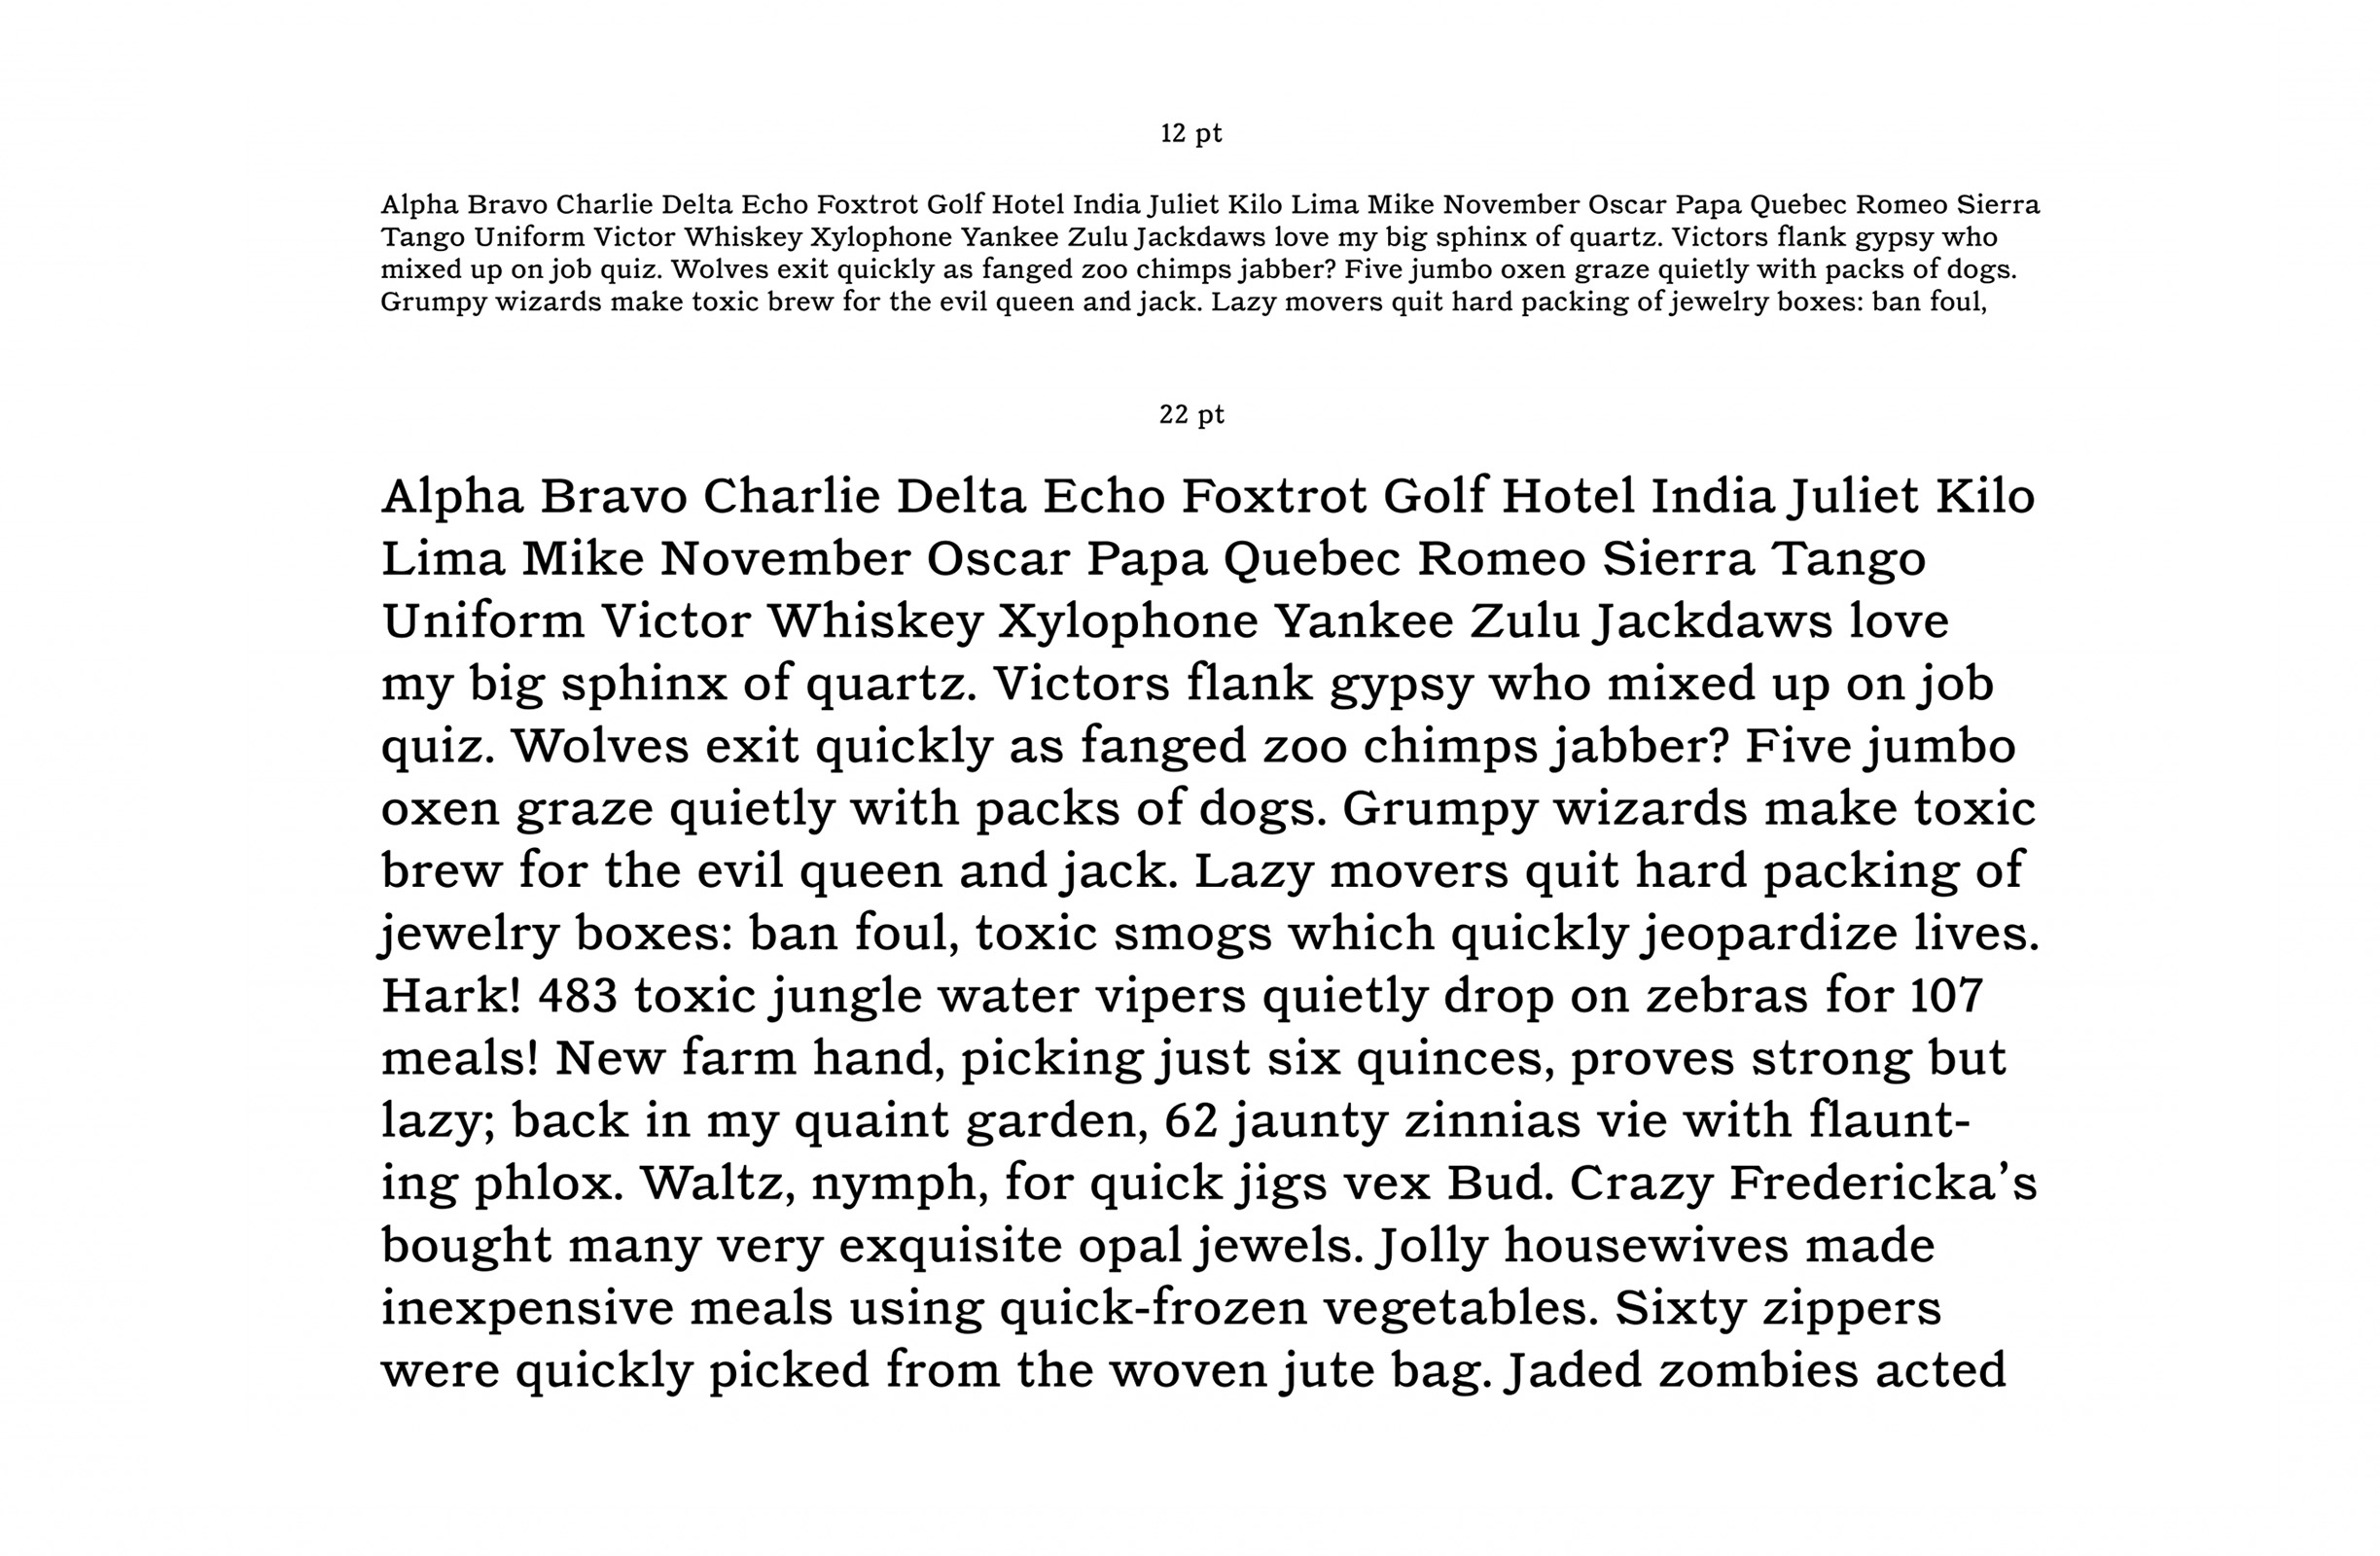 12 pt
Alpha Bravo Charlie Delta Echo Foxtrot Golf Hotel India Juliet Kilo Lima Mike November Oscar Papa Quebec Romeo Sierra
Tango Uniform Victor Whiskey Xylophone Yankee Zulu Jackdaws love my big sphinx of quartz. Victors flank gypsy who
mixed up on job quiz. Wolves exit quickly as fanged zoo chimps jabber? Five jumbo oxen graze quietly with packs of dogs.
Grumpy wizards make toxic brew for the evil queen and jack. Lazy movers quit hard packing of jewelry boxes: ban foul,
22 pt
Alpha Bravo Charlie Delta Echo Foxtrot Golf Hotel India Juliet Kilo
Lima Mike November Oscar Papa Quebec Romeo Sierra Tango
Uniform Victor Whiskey Xylophone Yankee Zulu Jackdaws love
my big sphinx of quartz. Victors flank gypsy who mixed up on job
quiz. Wolves exit quickly as fanged zoo chimps jabber? Five jumbo
oxen graze quietly with packs of dogs. Grumpy wizards make toxic
brew for the evil queen and jack. Lazy movers quit hard packing of
jewelry boxes: ban foul, toxic smogs which quickly jeopardize lives.
Hark! 483 toxic jungle water vipers quietly drop on zebras for 107
meals! New farm hand, picking just six quinces, proves strong but
lazy; back in my quaint garden, 62 jaunty zinnias vie with flaunt-
ing phlox. Waltz, nymph, for quick jigs vex Bud. Crazy Fredericka’s
bought many very exquisite opal jewels. Jolly housewives made
inexpensive meals using quick-frozen vegetables. Sixty zippers
were quickly picked from the woven jute bag. Jaded zombies acted